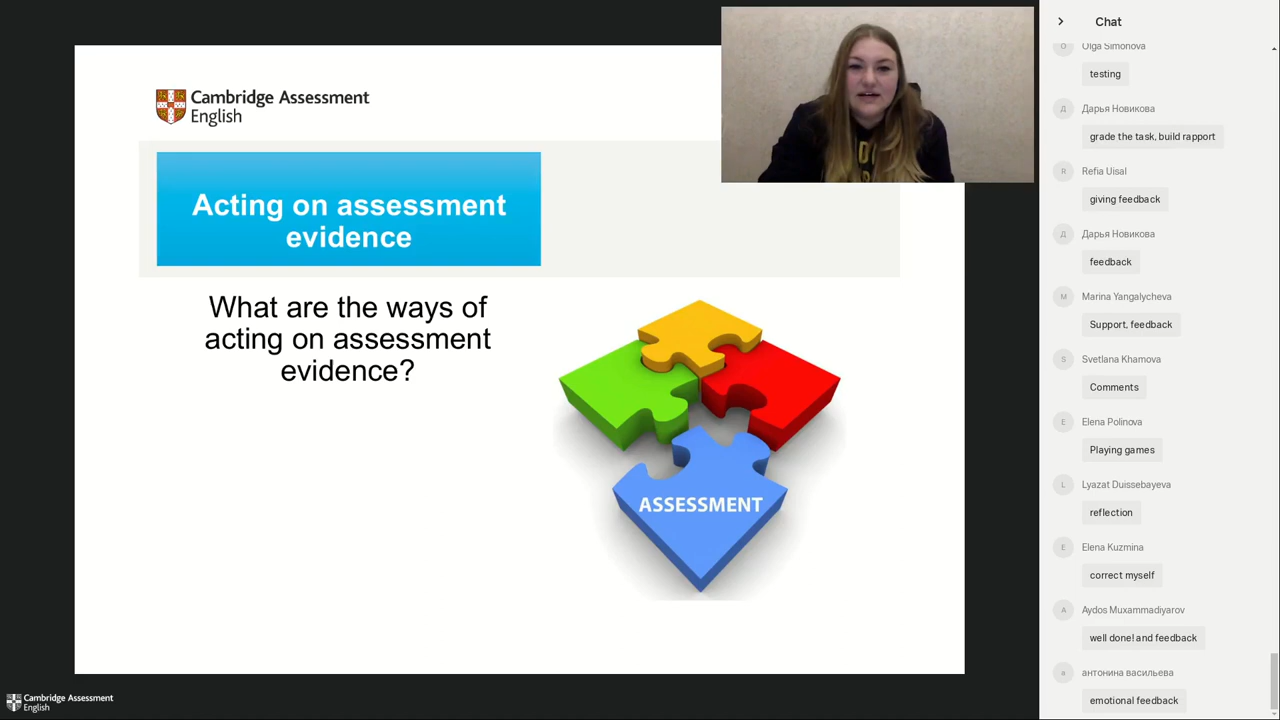 Cambridge Assessment
English
Acting on assessment
evidence
What are the ways of
acting on assessment
evidence?
ASSESSMENT
Cambridge Assessment
English
Chat
O
Olga Simonova
testing
Д
Дарья Новикова
grade the task, build rapport
R
Refia Uisal
giving feedback
Д
Дарья Новикова
feedback
M
Marina Yangalycheva
Support, feedback
S
Svetlana Khamova
Comments
E
Elena Polinova
Playing games
L
Lyazat Duissebayeva
reflection
E
Elena Kuzmina
correct myself
A
Aydos Muxammadiyarov
well done! and feedback
а
антонина васильева
emotional feedback